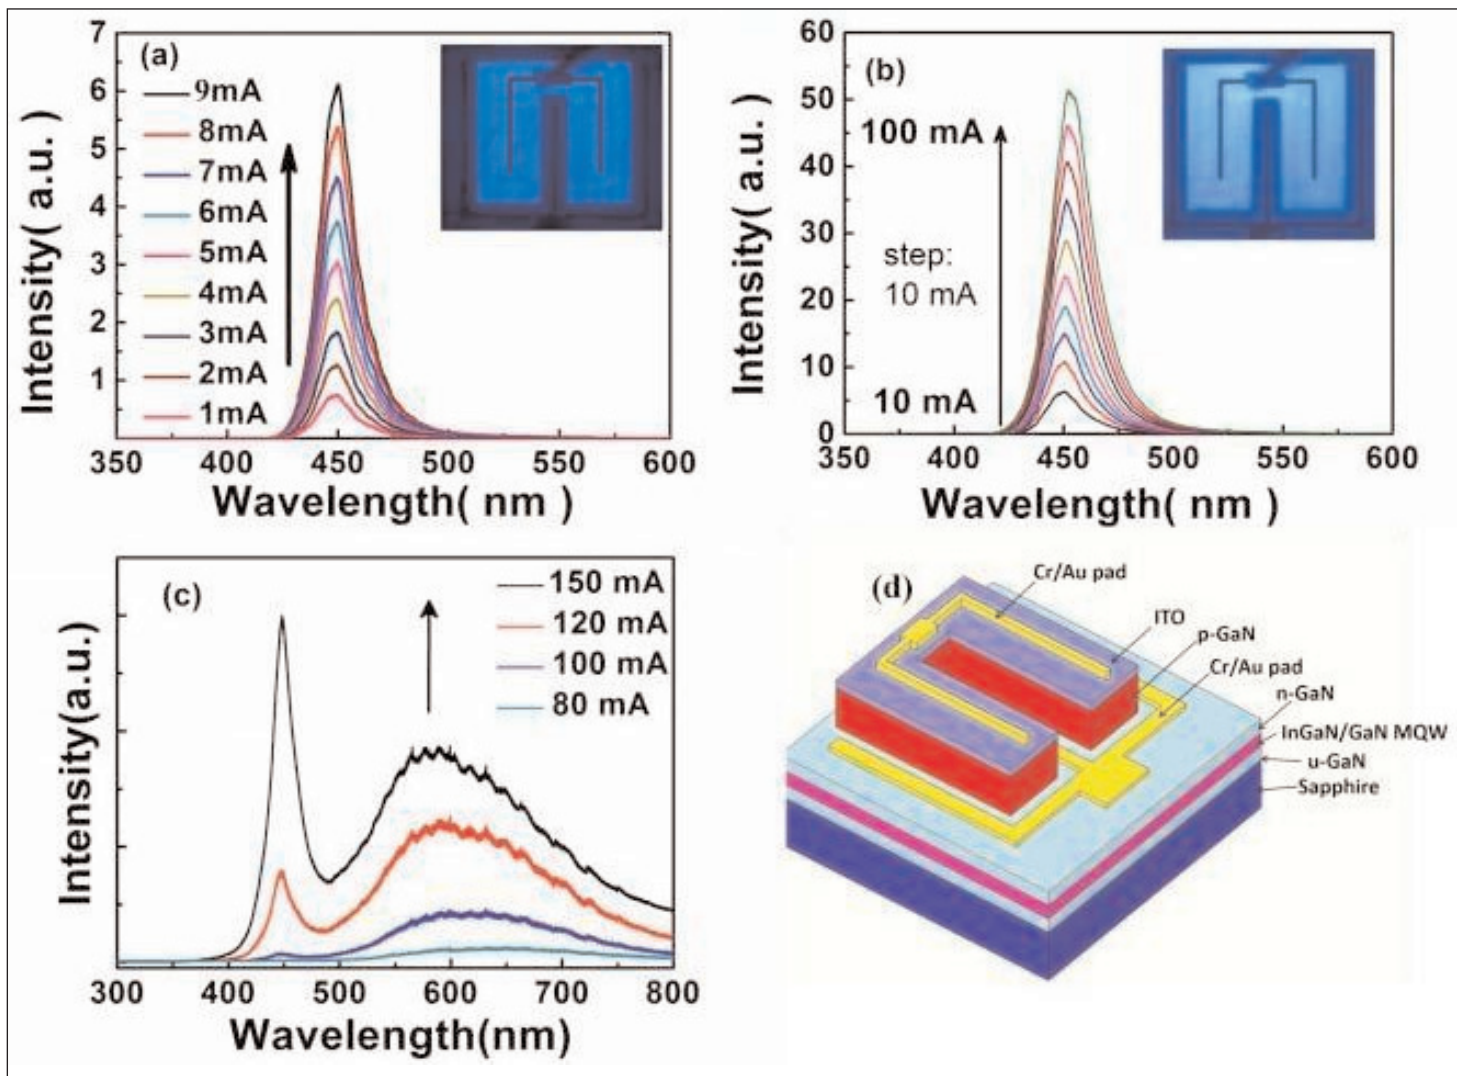 (a)
7
6
5
4
3
2
1
Intensity( a.u. )
9mA
8mA
7mA
6mA
5mA
4mA
3mA
2mA
1mA
350 400 450 500 550 600
Wavelength( nm )
(b)
60
50
40
30
20
10
0
Intensity( a.u. )
100 mA
step:
10 mA
10 mA
350 400 450 500 550 600
Wavelength( nm )
(c)
Intensity(a.u.)
150 mA
120 mA
100 mA
80 mA
300 400 500 600 700 800
Wavelength(nm)
(d)
Cr/Au pad
ITO
p-GaN
Cr/Au pad
n-GaN
InGaN/GaN MQW
u-GaN
Sapphire